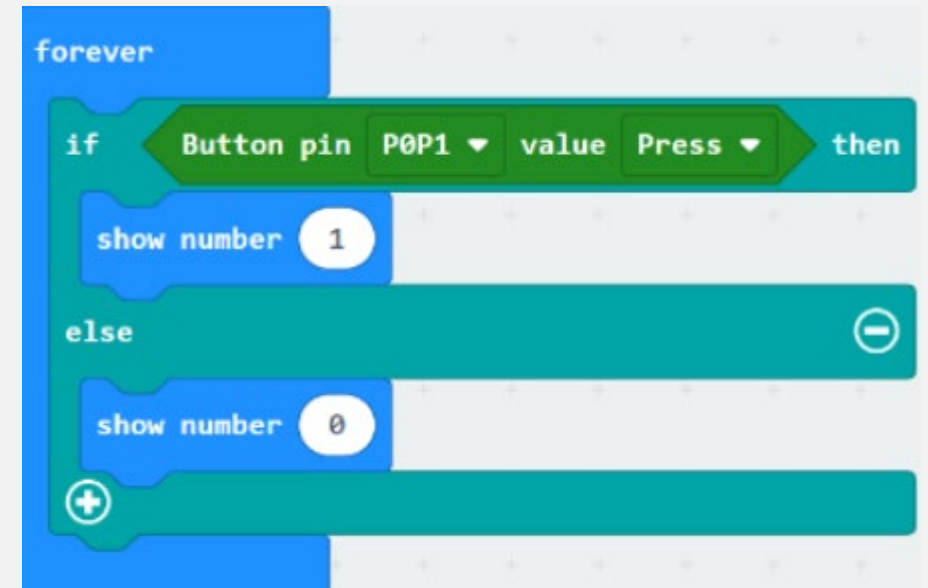 forever
if Button pin P0P1 value Press then
show number 1
else
show number 0